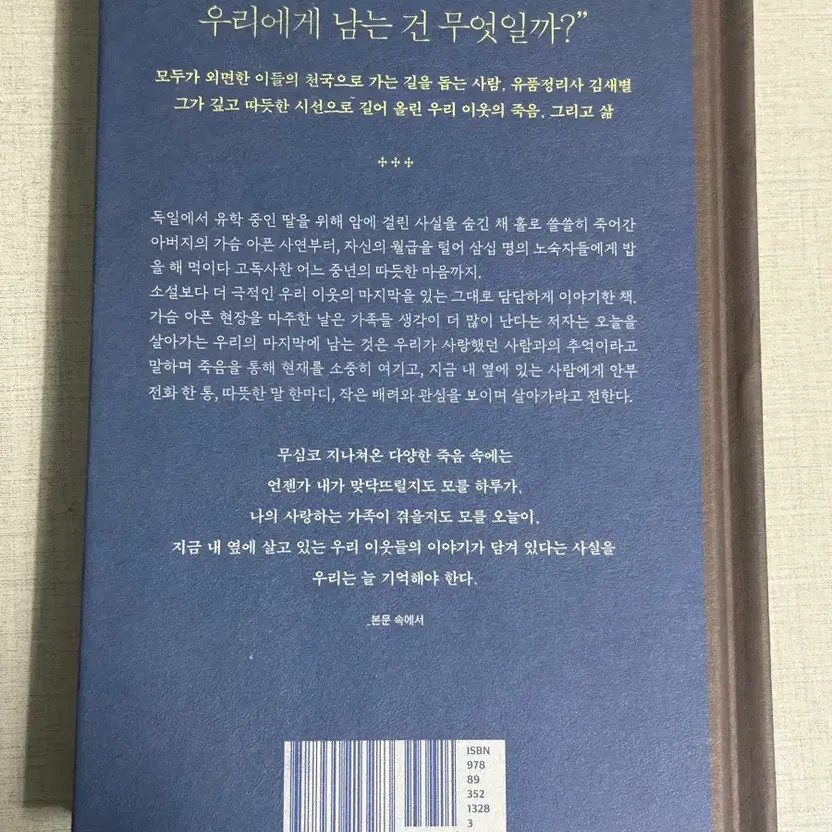 우리에게 남는 건 무엇일까?”
모두가 외면한 이들의 천국으로 가는 길을 돕는 사람, 유품정리사 김새별
그가 깊고 따듯한 시선으로 길어 올린 우리 이웃의 죽음, 그리고 삶
독일에서 유학 중인 딸을 위해 암에 걸린 사실을 숨긴 채 홀로 쓸쓸히 죽어간
아버지의 가슴 아픈 사연부터, 자신의 월급을 털어 삼십 명의 노숙자들에게 밥
을 해 먹이다 고독사한 어느 중년의 따듯한 마음까지.
소설보다 더 극적인 우리 이웃의 마지막을 있는 그대로 담담하게 이야기한 책.
가슴 아픈 현장을 마주한 날은 가족들 생각이 더 많이 난다는 저자는 오늘을
살아가는 우리의 마지막에 남는 것은 우리가 사랑했던 사람과의 추억이라고
말하며 죽음을 통해 현재를 소중히 여기고, 지금 내 옆에 있는 사람에게 안부
전화 한 통, 따뜻한 말 한마디, 작은 배려와 관심을 보이며 살아가라고 전한다.
무심코 지나쳐온 다양한 죽음 속에는
언젠가 내가 맞닥뜨릴지도 모를 하루가,
나의 사랑하는 가족이 겪을지도 모를 오늘이,
지금 내 옆에 살고 있는 우리 이웃들의 이야기가 담겨 있다는 사실을
우리는 늘 기억해야 한다.
_본문 속에서
ISBN
978
89
352
1328
3